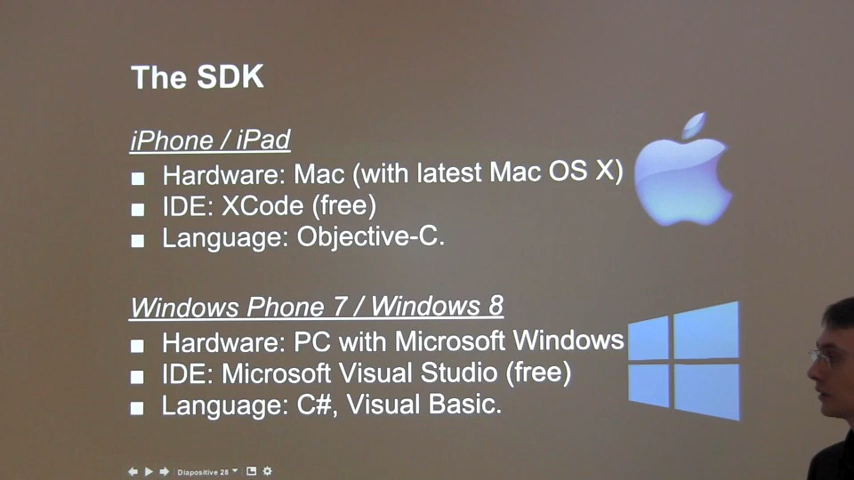 The SDK
iPhone / iPad
Hardware: Mac (with latest Mac OS X)
IDE: XCode (free)
Language: Objective-C.
Windows Phone 7 / Windows 8
Hardware: PC with Microsoft Windows
IDE: Microsoft Visual Studio (free)
Language: C#, Visual Basic.
Diapositive 28